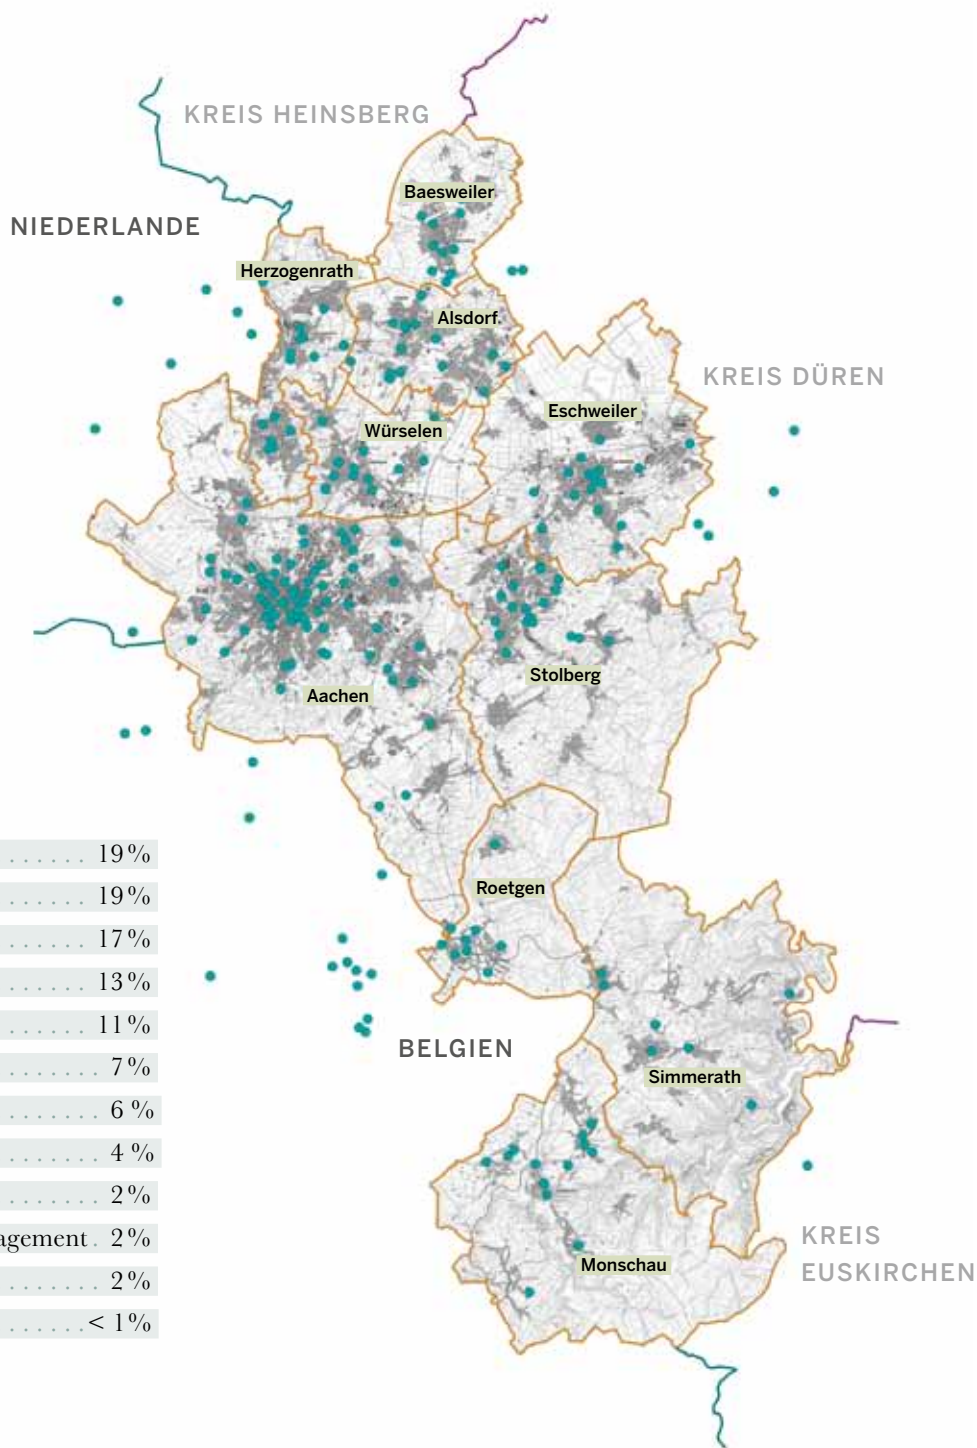 KREIS HEINSBERG
Baesweiler
NIEDERLANDE
Herzogenrath
Alsdorf
KREIS DÜREN
Eschweiler
Würselen
Stolberg
Aachen
Roetgen
BELGIEN
Simmerath
KREIS
EUSKIRCHEN
Monschau
. . . . . . 19 %
. . . . . . 19 %
. . . . . . 17 %
. . . . . . 13 %
. . . . . . 11 %
. . . . . . . 7 %
. . . . . . . 6 %
. . . . . . . 4 %
. . . . . . . 2 %
. 2 %
. . . . . . . 2 %
. . . . . . < 1 %